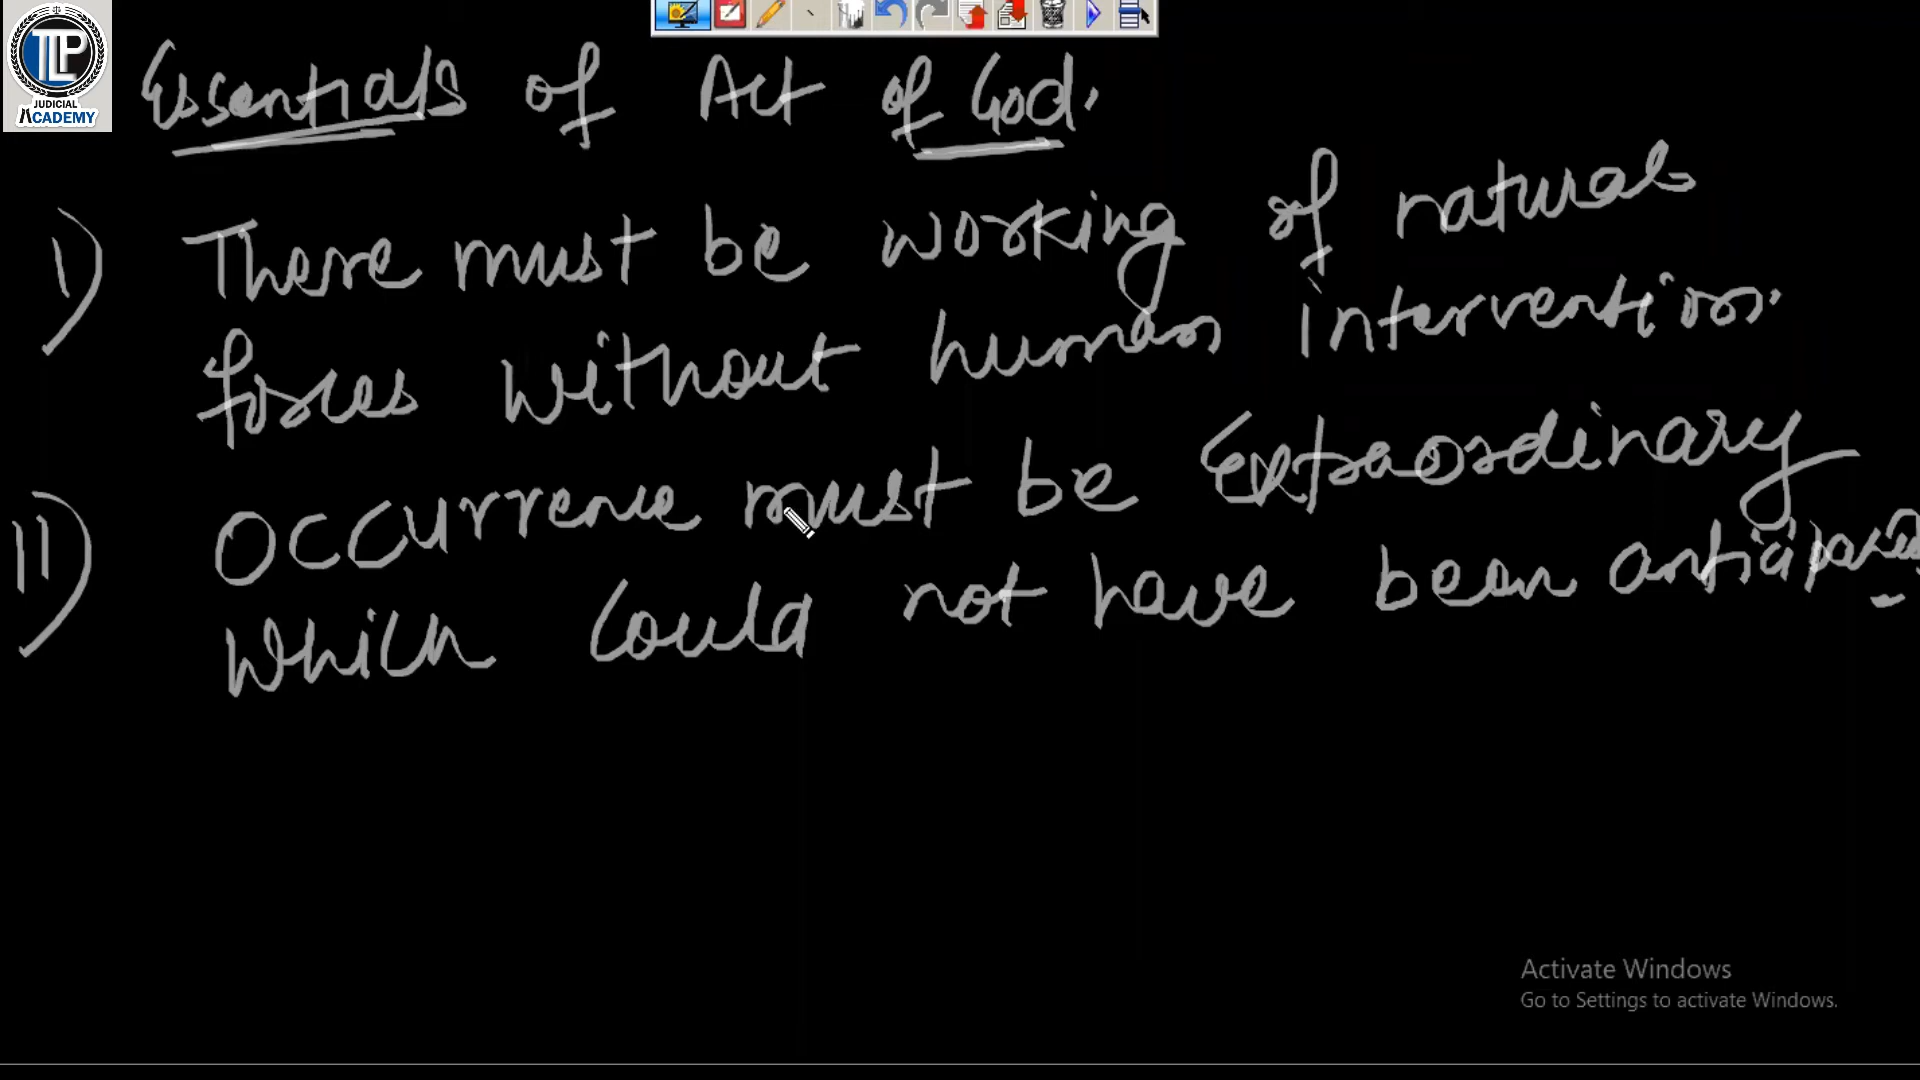 TLP
JUDICIAL
ACADEMY
Essentials of Act of God.
I) There must be working of natural
forces without human intervention.
II) Occurrence must be Extraordinary
which could not have been anticipated
Activate Windows
Go to Settings to activate Windows.